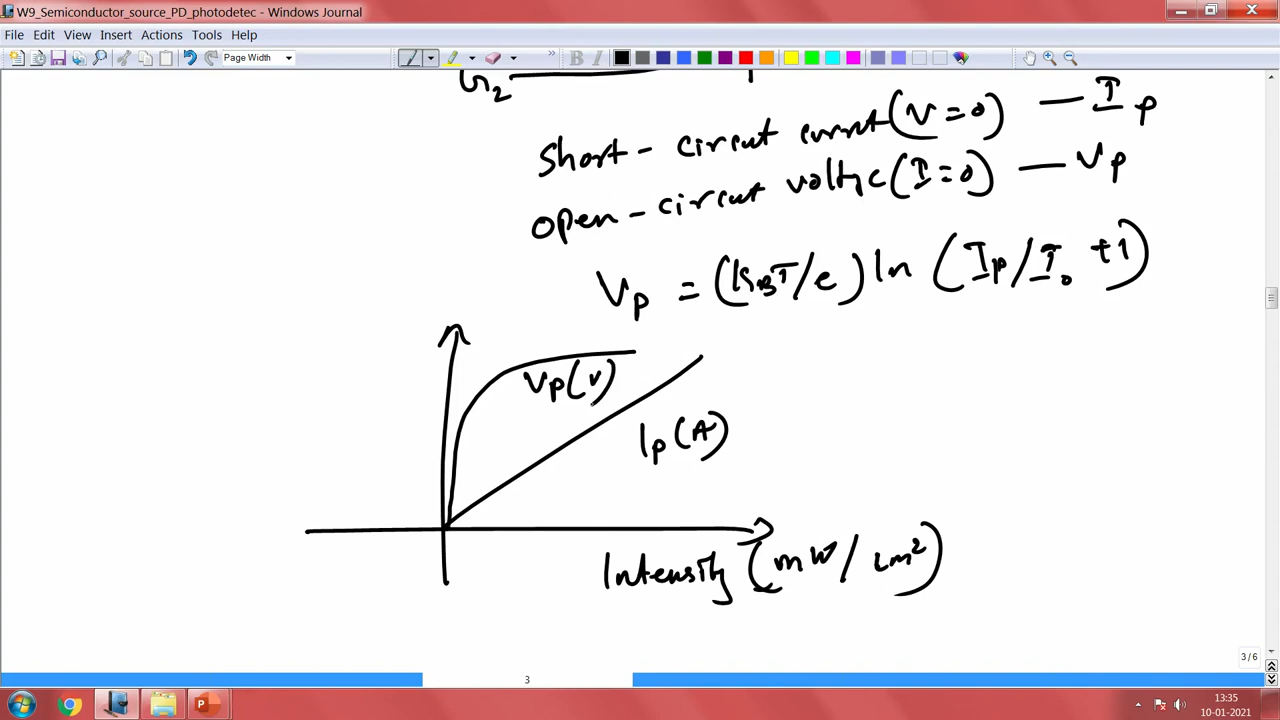 W9_Semiconductor_source_PD_photodetec - Windows Journal
File Edit View Insert Actions Tools Help
Page Width
G2
short-circuit current (V=0) — Ip
open-circuit voltage (I=0) — Vp
Vp = (kBT/e) ln (Ip/I0 +1)
Vp(V)
Ip(A)
Intensity (mW/cm²)
3/6
3
13:35
10-01-2021